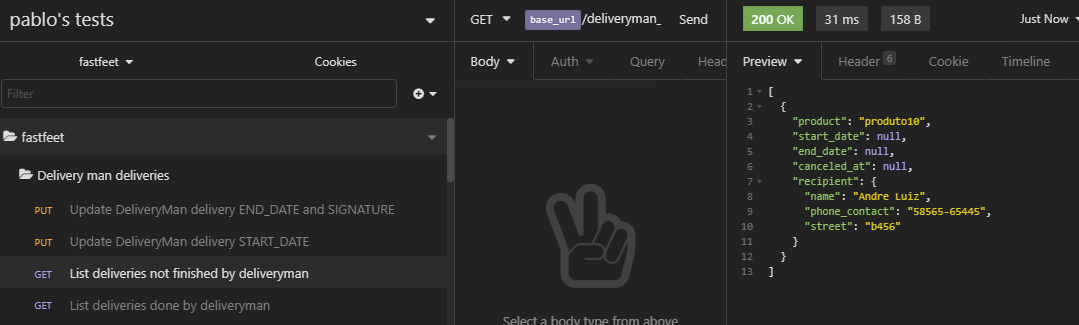 pablo's tests
fastfeet
Cookies
Filter
fastfeet
Delivery man deliveries
PUT Update DeliveryMan delivery END_DATE and SIGNATURE
PUT Update DeliveryMan delivery START_DATE
GET List deliveries not finished by deliveryman
GET List deliveries done by deliveryman
GET base_url/deliveryman_ Send
Body Auth Query Head
Select a body type from above
200 OK 31 ms 158 B Just Now
Preview Header 6 Cookie Timeline
1 [
2 {
3 "product": "produto10",
4 "start_date": null,
5 "end_date": null,
6 "canceled_at": null,
7 "recipient": {
8 "name": "Andre Luiz",
9 "phone_contact": "58565-65445",
10 "street": "b456"
11 }
12 }
13 ]